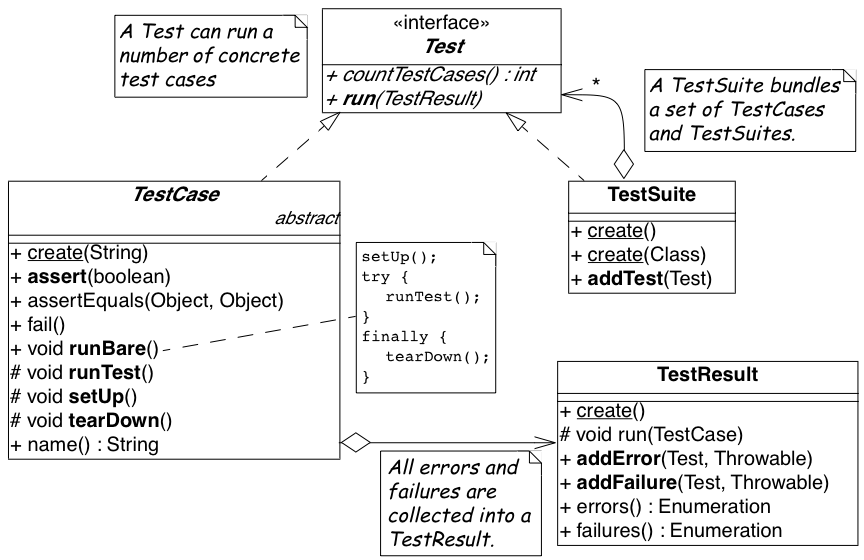 A Test can run a
number of concrete
test cases
«interface»
Test
+ countTestCases() : int
+ run(TestResult)
*
A TestSuite bundles
a set of TestCases
and TestSuites.
TestCase
abstract
+ create(String)
+ assert(boolean)
+ assertEquals(Object, Object)
+ fail()
+ void runBare()
# void runTest()
# void setUp()
# void tearDown()
+ name() : String
setUp();
try {
runTest();
}
finally {
tearDown();
}
TestSuite
+ create()
+ create(Class)
+ addTest(Test)
All errors and
failures are
collected into a
TestResult.
TestResult
+ create()
# void run(TestCase)
+ addError(Test, Throwable)
+ addFailure(Test, Throwable)
+ errors() : Enumeration
+ failures() : Enumeration